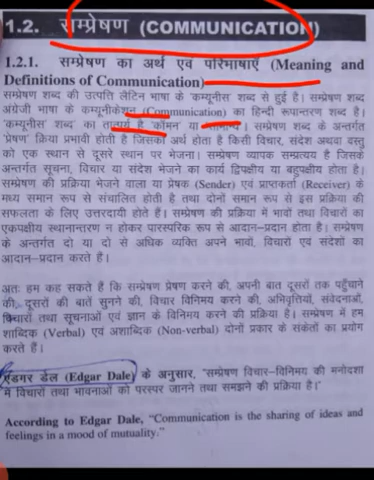 1.2. सम्प्रेषण (COMMUNICATION)
1.2.1. सम्प्रेषण का अर्थ एवं परिभाषाएँ (Meaning and
Definitions of Communication)
सम्प्रेषण शब्द की उत्पत्ति लैटिन भाषा के 'कम्यूनीस' शब्द से हुई है। सम्प्रेषण शब्द
अंग्रेजी भाषा के कम्यूनीकेशन (Communication) का हिन्दी रूपान्तरण शब्द है।
'कम्यूनीस' शब्द का तात्पर्य है 'कॉमन' या 'सामान्य'। सम्प्रेषण शब्द के अन्तर्गत
'प्रेषण' क्रिया प्रभावी होती है जिसका अर्थ होता है किसी विचार, संदेश अथवा वस्तु
को एक स्थान से दूसरे स्थान पर भेजना। सम्प्रेषण व्यापक सम्प्रत्यय है जिसके
अन्तर्गत सूचना, विचार या संदेश भेजने का कार्य द्विपक्षीय या बहुपक्षीय होता है।
सम्प्रेषण की प्रक्रिया भेजने वाला या प्रेषक (Sender) एवं प्राप्तकर्ता (Receiver) के
मध्य समान रूप से संचालित होती है तथा दोनों समान रूप से इस प्रक्रिया की
सफलता के लिए उत्तरदायी होते हैं। सम्प्रेषण की प्रक्रिया में भावों तथा विचारों का
एकपक्षीय स्थानान्तरण न होकर पारस्परिक रूप से आदान-प्रदान होता है। सम्प्रेषण
के अन्तर्गत दो या दो से अधिक व्यक्ति अपने भावों, विचारों एवं संदेशों का
आदान-प्रदान करते हैं।
अतः हम कह सकते हैं कि सम्प्रेषण प्रेषण करने की, अपनी बात दूसरों तक पहुँचाने
की, दूसरों की बातें सुनने की, विचार विनिमय करने की, अभिवृत्तियों, संवेदनाओं,
विचारों तथा सूचनाओं एवं ज्ञान के विनिमय करने की प्रक्रिया है। सम्प्रेषण में हम
शाब्दिक (Verbal) एवं अशाब्दिक (Non-verbal) दोनों प्रकार के संकेतों का प्रयोग
करते हैं।
एडगर डेल (Edgar Dale) के अनुसार, "सम्प्रेषण विचार-विनिमय की मनोदशा
में विचारों तथा भावनाओं को परस्पर जानने तथा समझने की प्रक्रिया है।"
According to Edgar Dale, "Communication is the sharing of ideas and
feelings in a mood of mutuality."